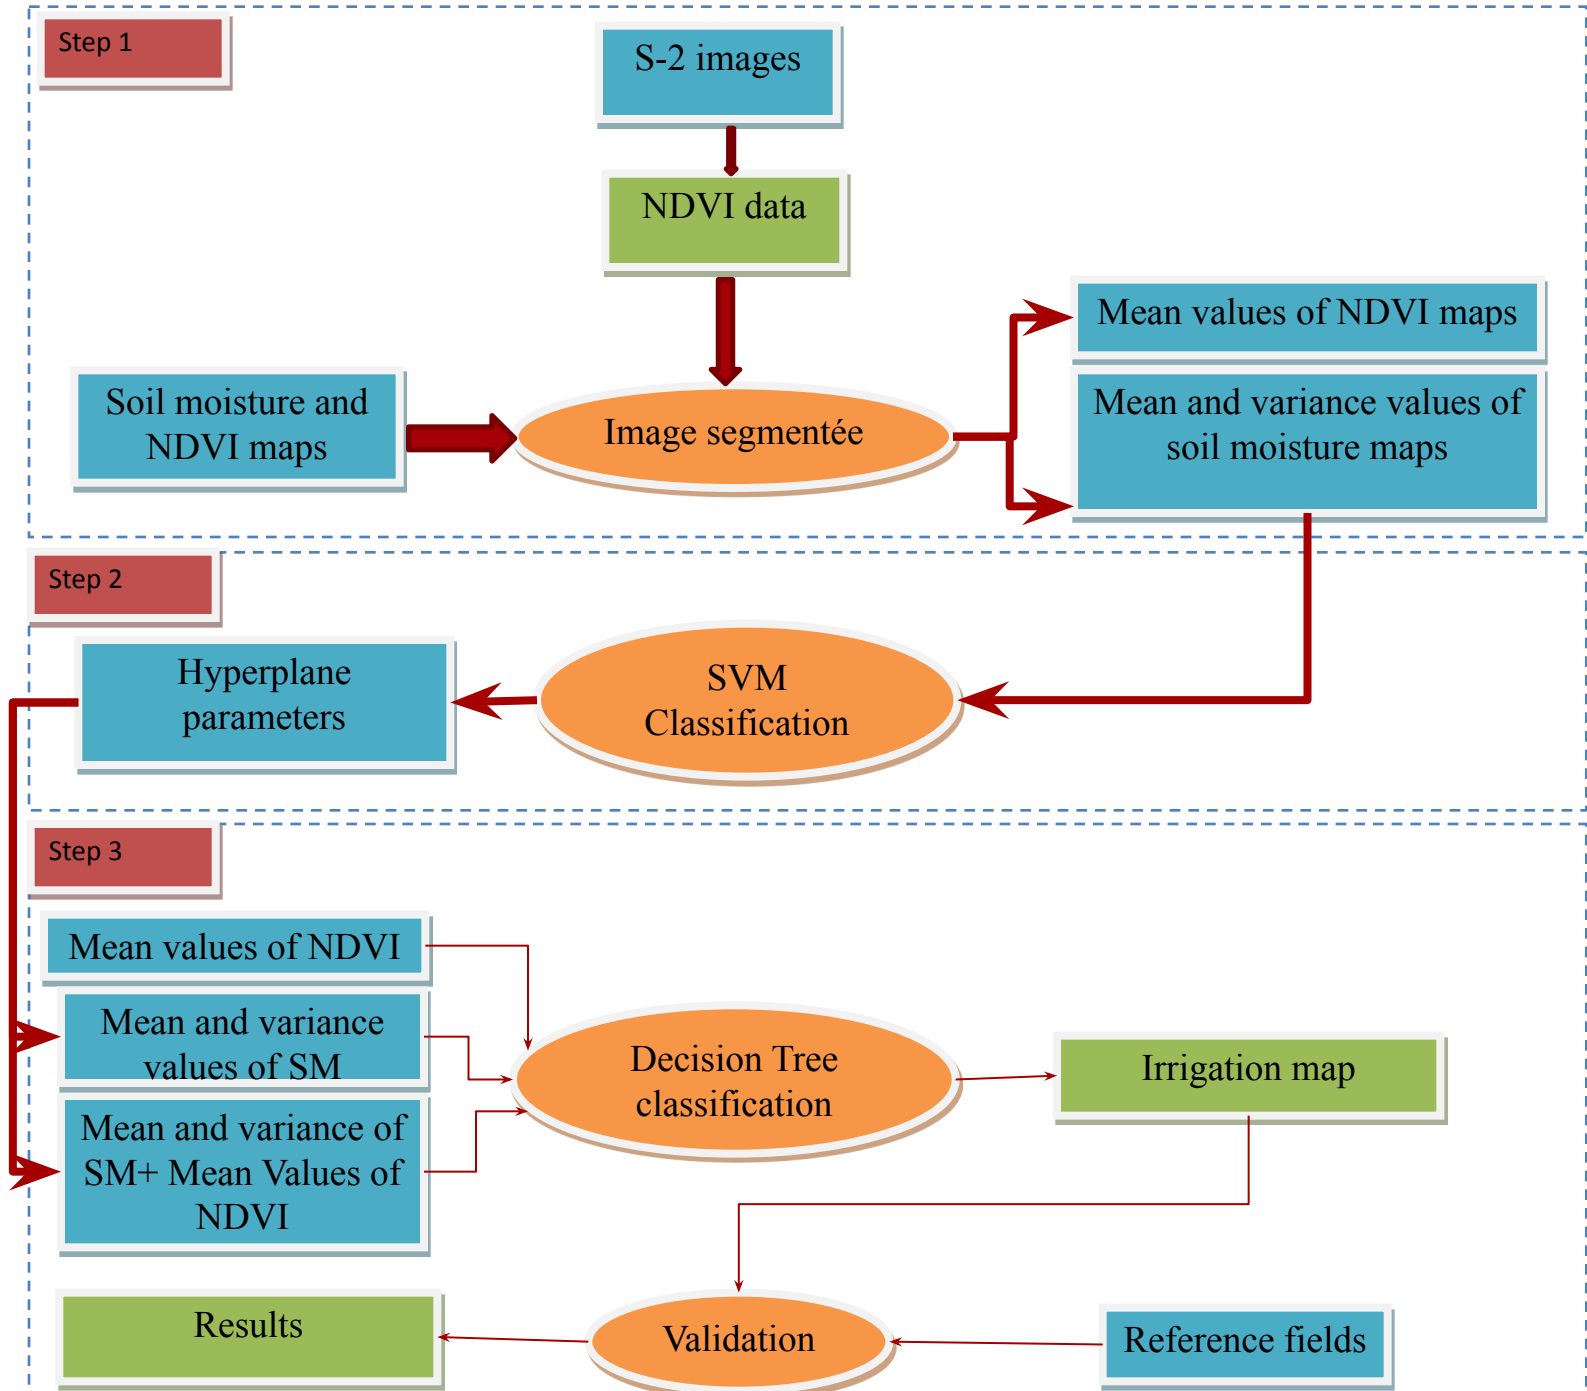 Step 1
S-2 images
NDVI data
Mean values of NDVI maps
Soil moisture and
NDVI maps
Image segmentée
Mean and variance values of
soil moisture maps
Step 2
Hyperplane
parameters
SVM
Classification
Step 3
Mean values of NDVI
Mean and variance
values of SM
Mean and variance of
SM+ Mean Values of
NDVI
Decision Tree
classification
Irrigation map
Results
Validation
Reference fields